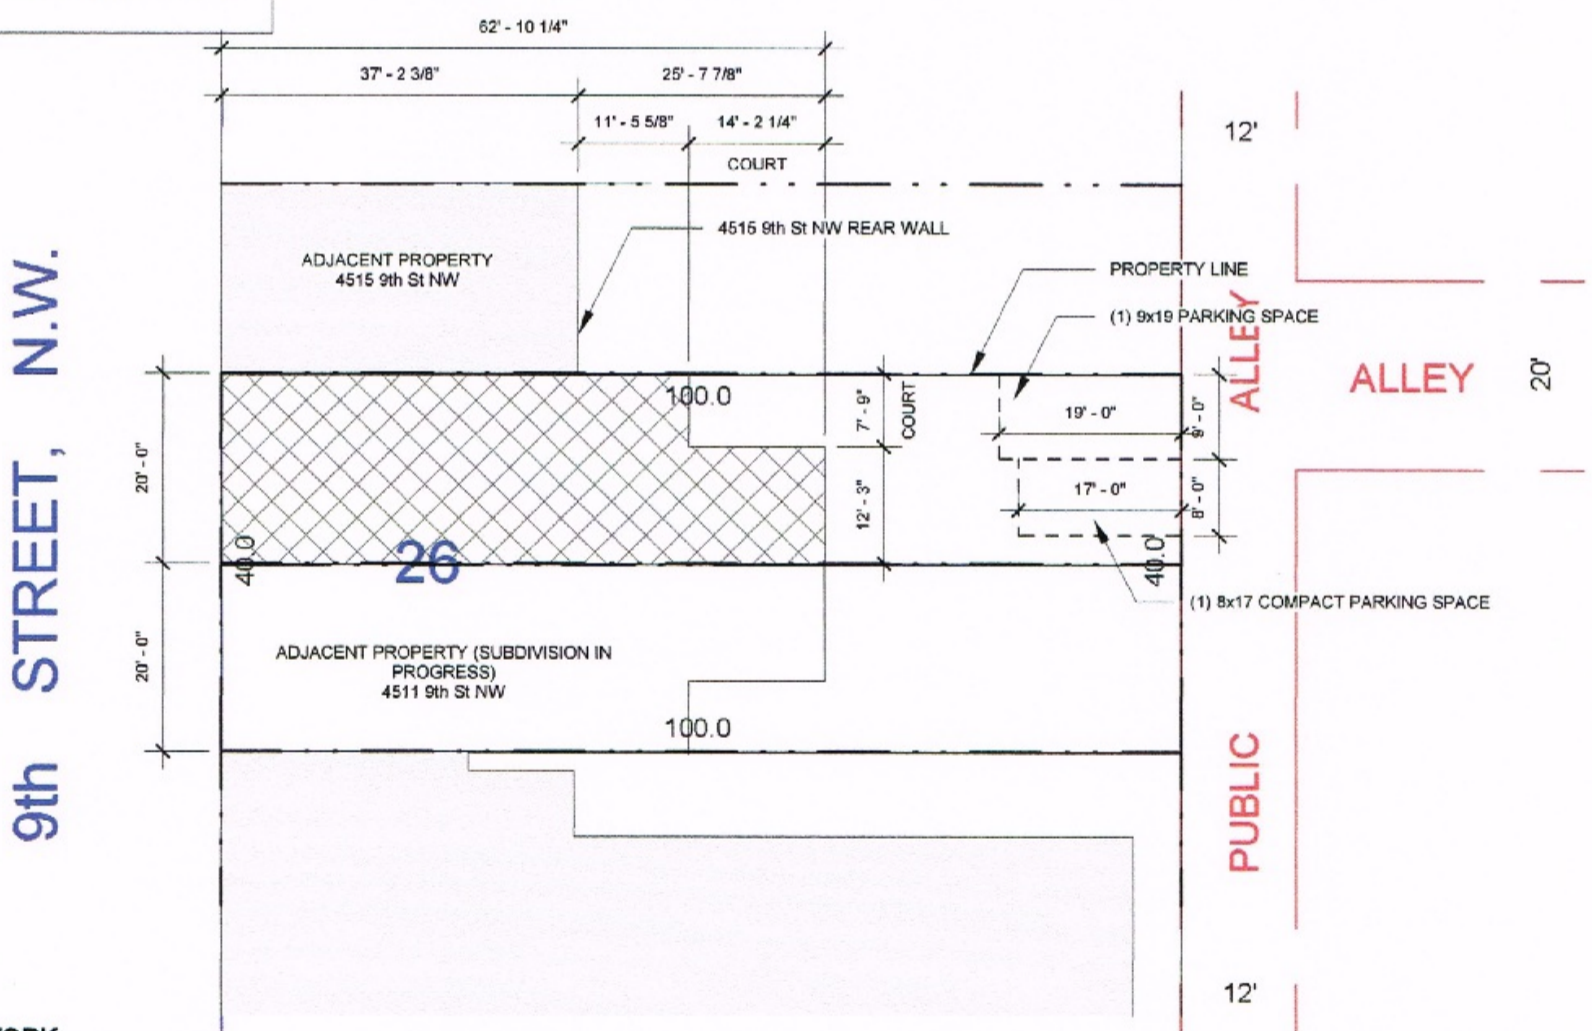 62' - 10 1/4"
37' - 2 3/8"
25' - 7 7/8"
11' - 5 5/8"
14' - 2 1/4"
12'
COURT
4515 9th St NW REAR WALL
ADJACENT PROPERTY
4515 9th St NW
PROPERTY LINE
(1) 9x19 PARKING SPACE
9th STREET, N.W.
ALLEY
ALLEY
20'
100.0
7' - 9"
COURT
19' - 0"
9' - 0"
20' - 0"
17' - 0"
8' - 0"
12' - 3"
40.0
26
40.0
(1) 8x17 COMPACT PARKING SPACE
20' - 0"
ADJACENT PROPERTY (SUBDIVISION IN
PROGRESS)
4511 9th St NW
100.0
PUBLIC
12'